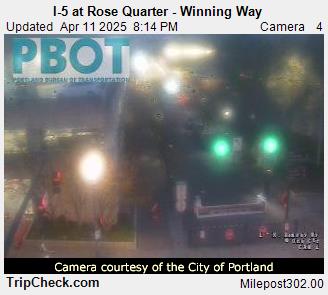 I-5 at Rose Quarter - Winning Way
Updated Apr 11 2025 8:14 PM Camera 4
PBOT
PORTLAND BUREAU OF TRANSPORTATION
Camera courtesy of the City of Portland
TripCheck.com Milepost302.00